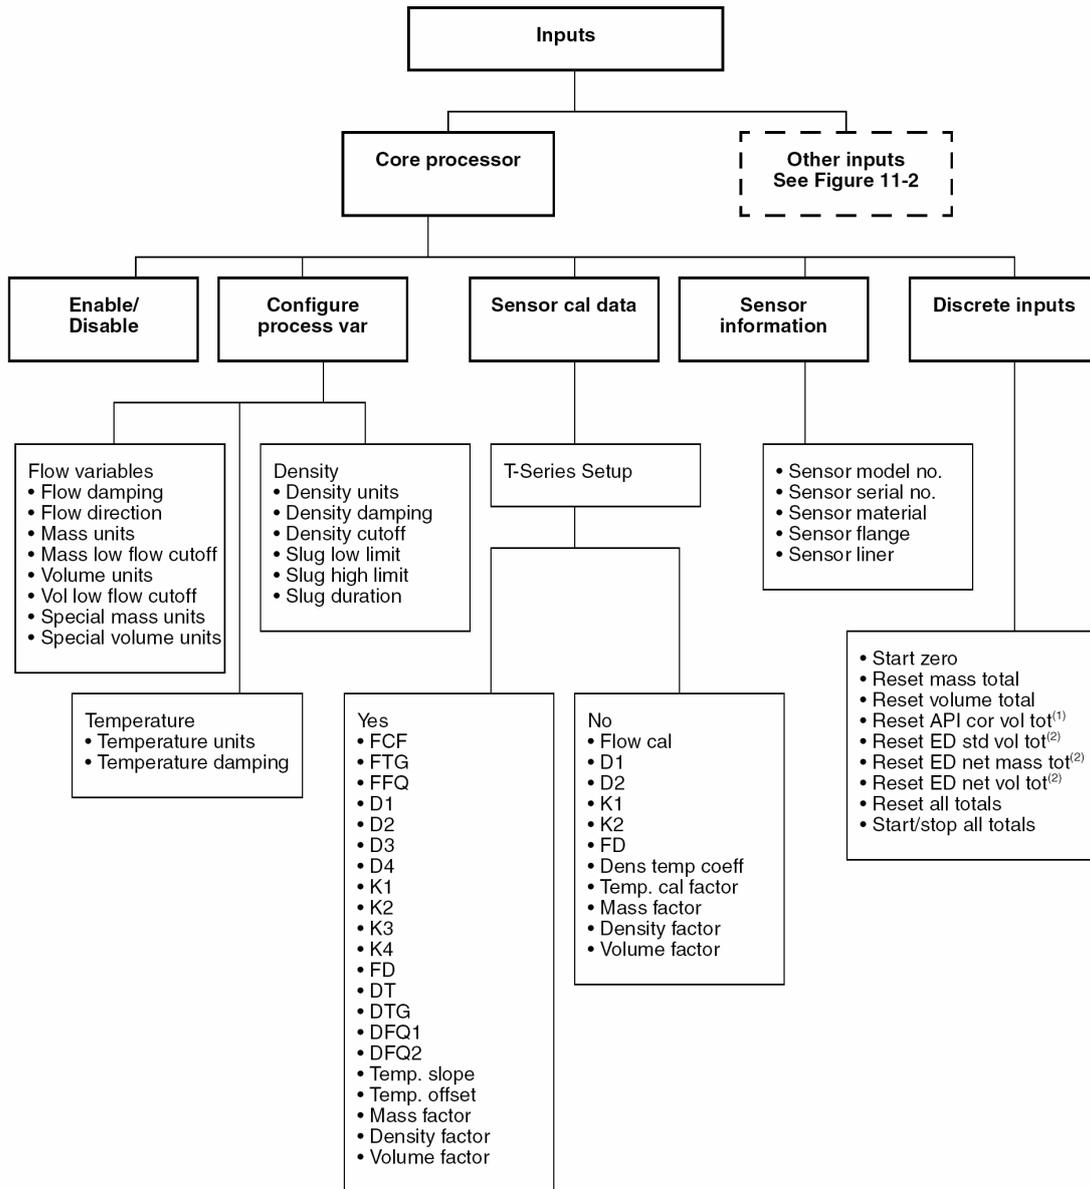 Inputs
Core processor
Other inputs
See Figure 11-2
Enable/
Disable
Configure
process var
Sensor cal data
Sensor
information
Discrete inputs
Flow variables
• Flow damping
• Flow direction
• Mass units
• Mass low flow cutoff
• Volume units
• Vol low flow cutoff
• Special mass units
• Special volume units
Density
• Density units
• Density damping
• Density cutoff
• Slug low limit
• Slug high limit
• Slug duration
T-Series Setup
• Sensor model no.
• Sensor serial no.
• Sensor material
• Sensor flange
• Sensor liner
• Start zero
• Reset mass total
• Reset volume total
• Reset API cor vol tot(1)
• Reset ED std vol tot(2)
• Reset ED net mass tot(2)
• Reset ED net vol tot(2)
• Reset all totals
• Start/stop all totals
Temperature
• Temperature units
• Temperature damping
Yes
• FCF
• FTG
• FFQ
• D1
• D2
• D3
• D4
• K1
• K2
• K3
• K4
• FD
• DT
• DTG
• DFQ1
• DFQ2
• Temp. slope
• Temp. offset
• Mass factor
• Density factor
• Volume factor
No
• Flow cal
• D1
• D2
• K1
• K2
• FD
• Dens temp coeff
• Temp. cal factor
• Mass factor
• Density factor
• Volume factor